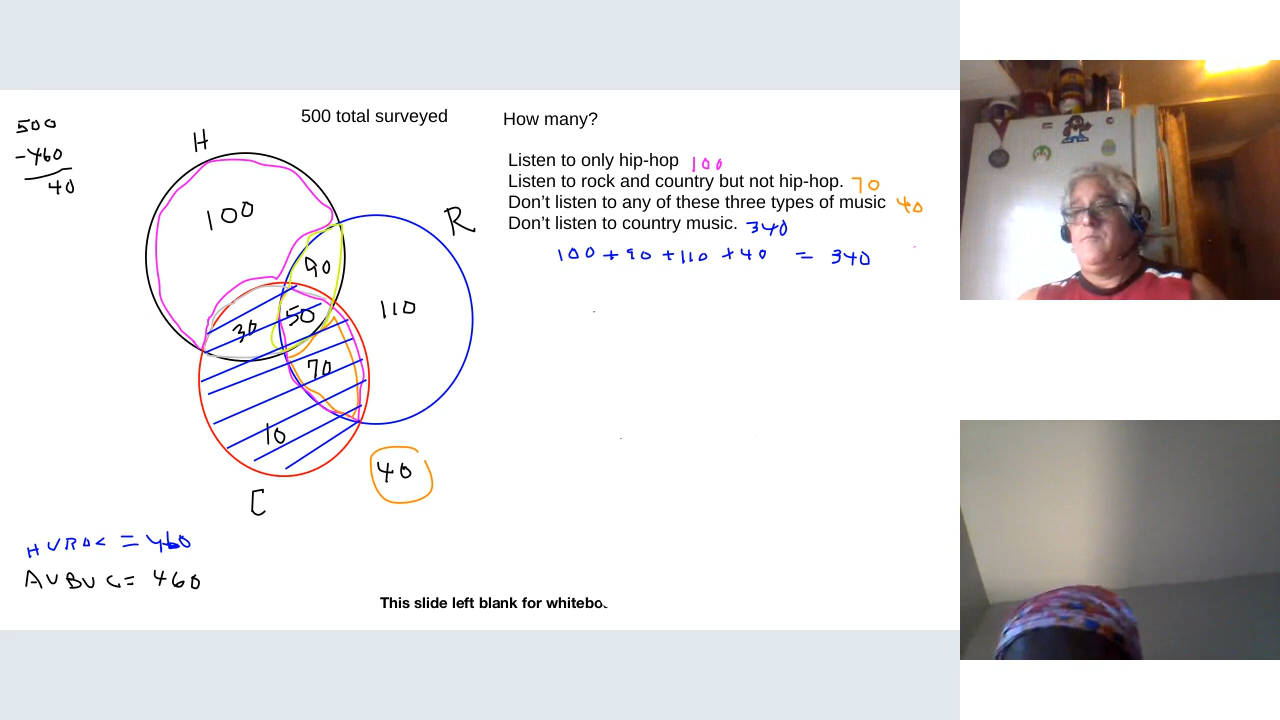 500
-460
40
500 total surveyed
How many?
Listen to only hip-hop 100
Listen to rock and country but not hip-hop. 70
Don't listen to any of these three types of music 40
Don't listen to country music. 340
100 + 90 + 110 + 40 = 340
H
R
100
90
110
30
50
70
10
40
C
= 460
A∪B∪C= 460
This slide left blank for